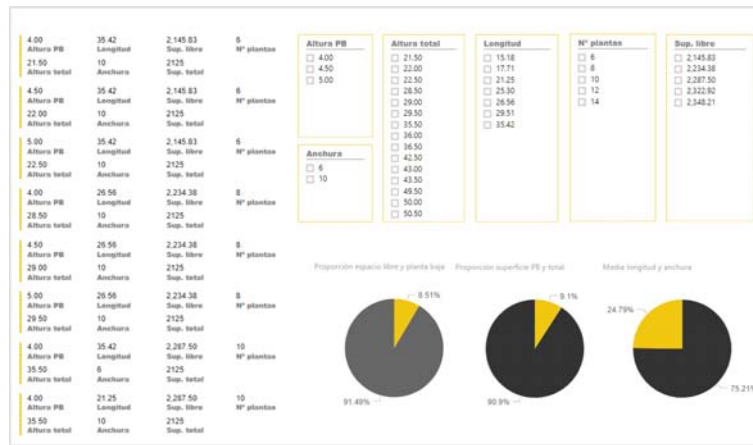 4.00 35.42 2,145.83 6
Altura PB Longitud Sup. libre Nº plantas
21.50 10 2125
Altura total Anchura Sup. total
4.50 35.42 2,145.83 6
Altura PB Longitud Sup. libre Nº plantas
22.00 10 2125
Altura total Anchura Sup. total
5.00 35.42 2,145.83 6
Altura PB Longitud Sup. libre Nº plantas
22.50 10 2125
Altura total Anchura Sup. total
4.00 26.56 2,234.38 8
Altura PB Longitud Sup. libre Nº plantas
28.50 10 2125
Altura total Anchura Sup. total
4.50 26.56 2,234.38 8
Altura PB Longitud Sup. libre Nº plantas
29.00 10 2125
Altura total Anchura Sup. total
5.00 26.56 2,234.38 8
Altura PB Longitud Sup. libre Nº plantas
29.50 10 2125
Altura total Anchura Sup. total
4.00 35.42 2,287.50 10
Altura PB Longitud Sup. libre Nº plantas
35.50 6 2125
Altura total Anchura Sup. total
4.00 21.25 2,287.50 10
Altura PB Longitud Sup. libre Nº plantas
35.50 10 2125
Altura total Anchura Sup. total
Altura PB
4.00
4.50
5.00
Anchura
6
10
Altura total
21.50
22.00
22.50
28.50
29.00
29.50
35.50
36.00
36.50
42.50
43.00
43.50
49.50
50.00
50.50
Longitud
15.18
17.71
21.25
25.30
26.56
29.51
35.42
Nº plantas
6
8
10
12
14
Sup. libre
2,145.83
2,234.38
2,287.50
2,322.92
2,348.21
Proporción espacio libre y planta baja
8.51%
91.49%
Proporción superficie PB y total
9.1%
90.9%
Media longitud y anchura
24.79%
75.21%